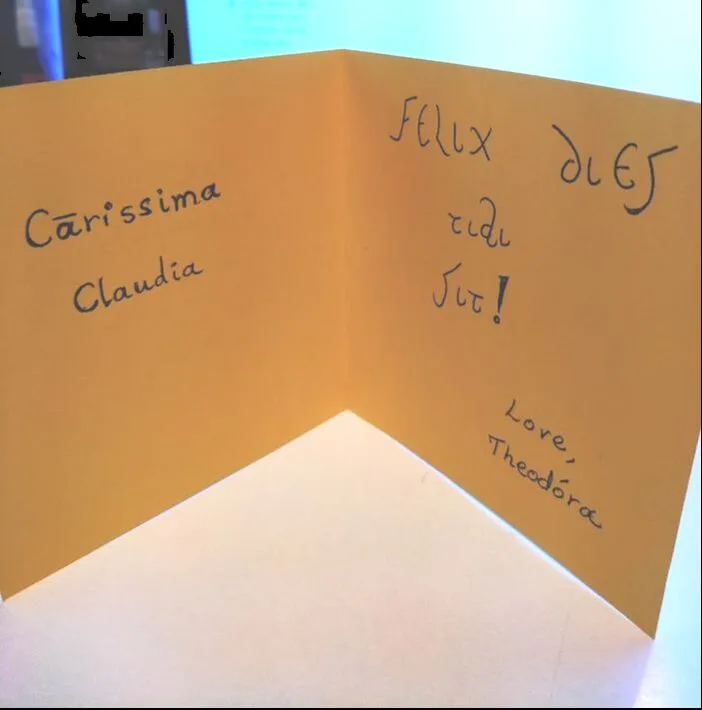 Cārissima
Claudia
FELIX DIES
TIBI
SIT!
Love,
Theodóra